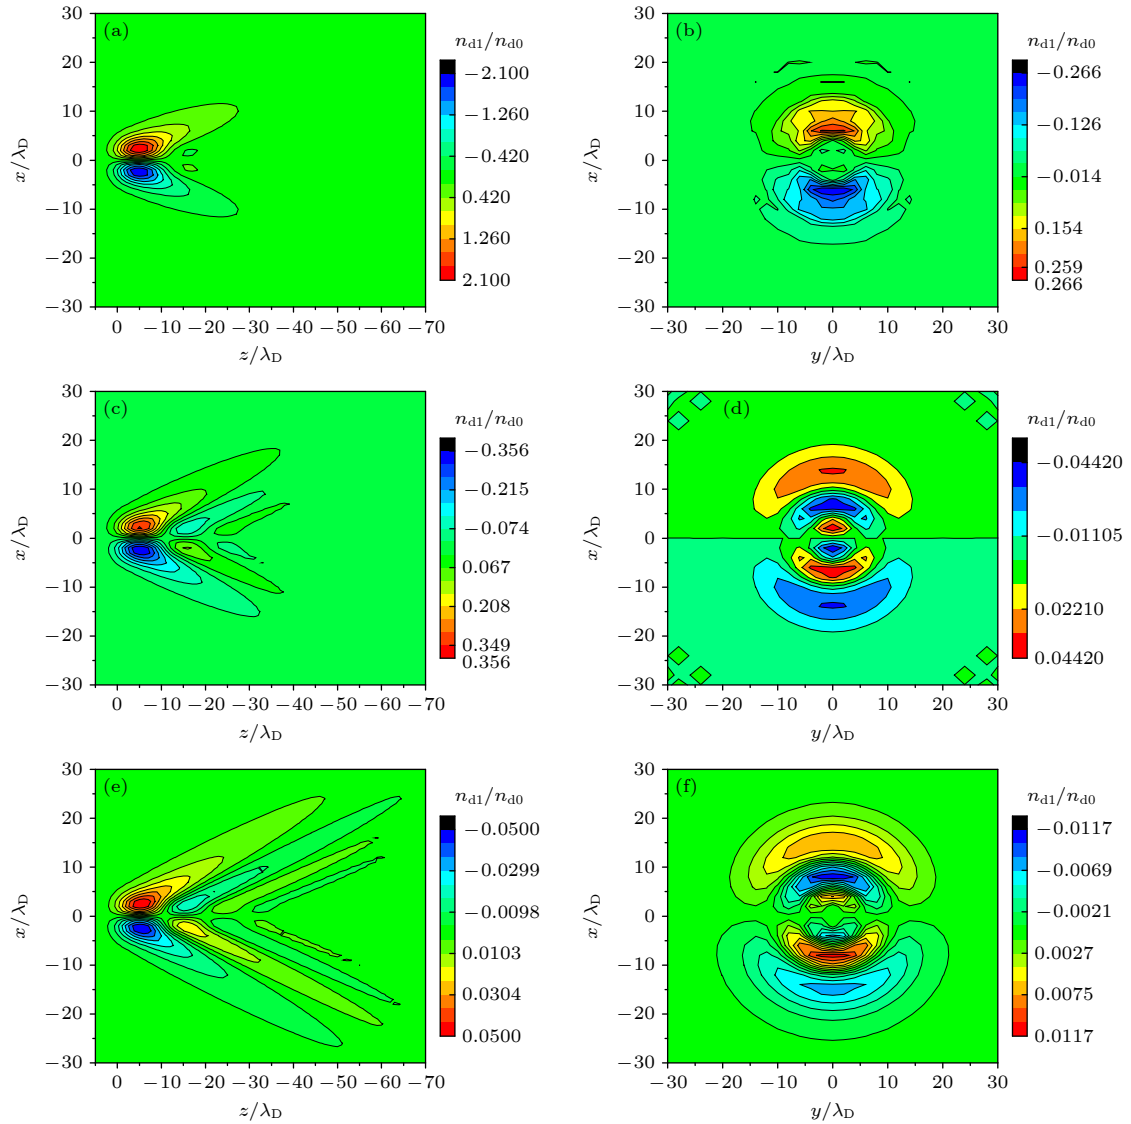 (a)
n_d1/n_d0
−2.100
−1.260
−0.420
0.420
1.260
2.100
x/λ_D
30
20
10
0
−10
−20
−30
0 −10 −20 −30 −40 −50 −60 −70
z/λ_D
(b)
n_d1/n_d0
−0.266
−0.126
−0.014
0.154
0.259
0.266
x/λ_D
30
20
10
0
−10
−20
−30
−30 −20 −10 0 10 20 30
y/λ_D
(c)
n_d1/n_d0
−0.356
−0.215
−0.074
0.067
0.208
0.349
0.356
x/λ_D
30
20
10
0
−10
−20
−30
0 −10 −20 −30 −40 −50 −60 −70
z/λ_D
(d)
n_d1/n_d0
−0.04420
−0.01105
0.02210
0.04420
x/λ_D
30
20
10
0
−10
−20
−30
−30 −20 −10 0 10 20 30
y/λ_D
(e)
n_d1/n_d0
−0.0500
−0.0299
−0.0098
0.0103
0.0304
0.0500
x/λ_D
30
20
10
0
−10
−20
−30
0 −10 −20 −30 −40 −50 −60 −70
z/λ_D
(f)
n_d1/n_d0
−0.0117
−0.0069
−0.0021
0.0027
0.0075
0.0117
x/λ_D
30
20
10
0
−10
−20
−30
−30 −20 −10 0 10 20 30
y/λ_D